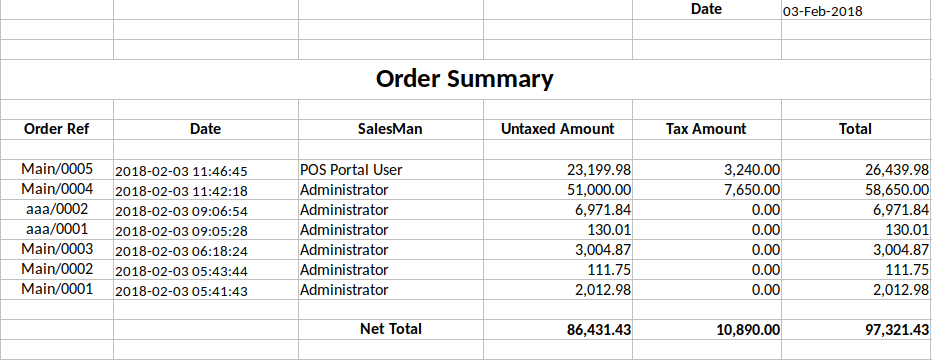 Date 03-Feb-2018
Order Summary
Order Ref Date SalesMan Untaxed Amount Tax Amount Total
Main/0005 2018-02-03 11:46:45 POS Portal User 23,199.98 3,240.00 26,439.98
Main/0004 2018-02-03 11:42:18 Administrator 51,000.00 7,650.00 58,650.00
aaa/0002 2018-02-03 09:06:54 Administrator 6,971.84 0.00 6,971.84
aaa/0001 2018-02-03 09:05:28 Administrator 130.01 0.00 130.01
Main/0003 2018-02-03 06:18:24 Administrator 3,004.87 0.00 3,004.87
Main/0002 2018-02-03 05:43:44 Administrator 111.75 0.00 111.75
Main/0001 2018-02-03 05:41:43 Administrator 2,012.98 0.00 2,012.98
Net Total 86,431.43 10,890.00 97,321.43